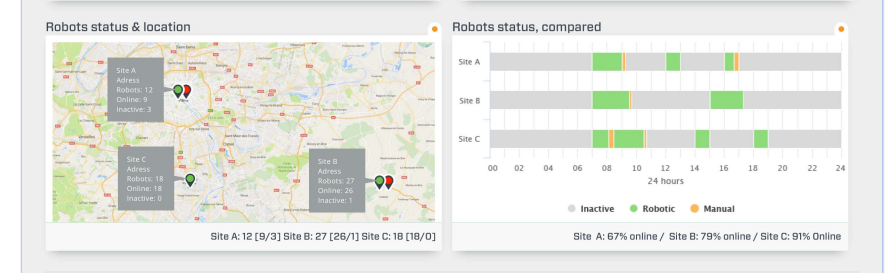 Robots status & location
Site A
Adress
Robots: 12
Online: 9
Inactive: 3
Site C
Adress
Robots: 18
Online: 18
Inactive: 0
Site B
Adress
Robots: 27
Online: 26
Inactive: 1
Site A: 12 [9/3] Site B: 27 [26/1] Site C: 18 [18/0]
Robots status, compared
Site A
Site B
Site C
00 02 04 06 08 10 12 14 16 18 20 22 24
24 hours
Inactive Robotic Manual
Site A: 67% online / Site B: 79% online / Site C: 91% Online